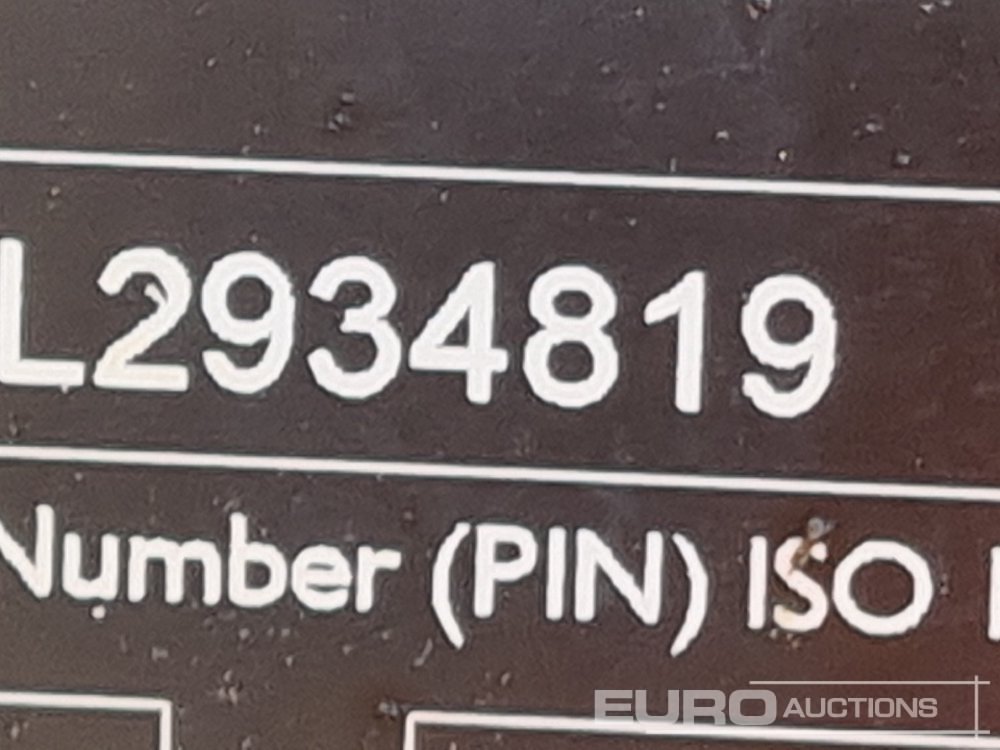 L2934819
Number (PIN) ISO
EURO AUCTIONS